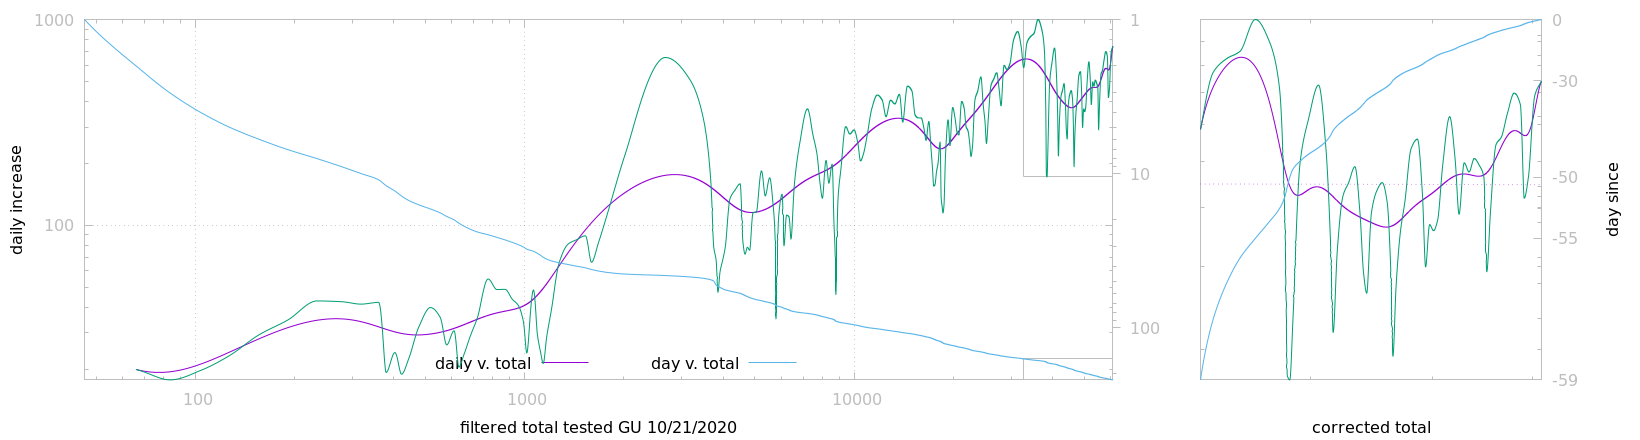 1000
100
daily increase
100
1000
10000
1
10
100
daily v. total
day v. total
filtered total tested GU 10/21/2020
0
-30
-50
-55
-59
day since
corrected total